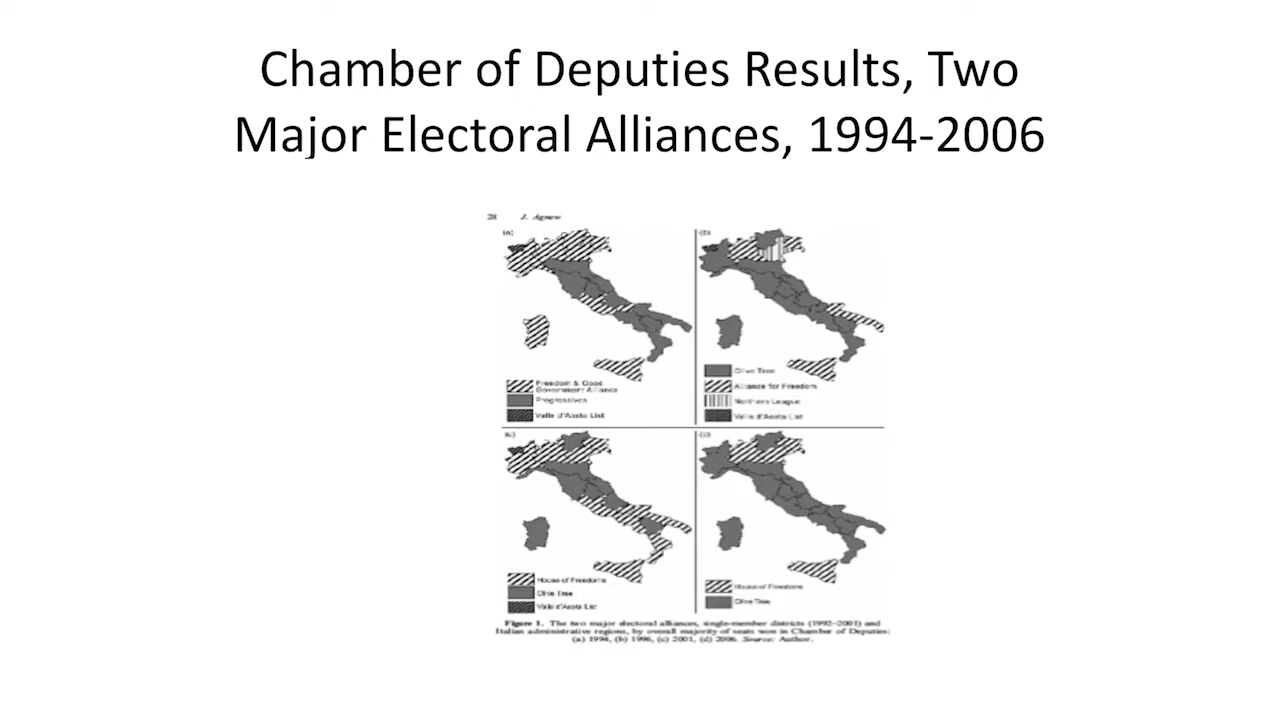 Chamber of Deputies Results, Two
Major Electoral Alliances, 1994-2006
28 J. Agnew
(a)
Freedom & Good
Government Alliance
Progressives
Valle d'Aosta List
(b)
Olive Tree
Alliance for Freedom
Northern League
Valle d'Aosta List
(c)
House of Freedoms
Olive Tree
Valle d'Aosta List
House of Freedoms
Olive Tree
Figure 1. The two major electoral alliances, single-member districts (1992–2001) and
Italian administrative regions, by overall majority of seats won in Chamber of Deputies:
(a) 1994, (b) 1996, (c) 2001, (d) 2006. Source: Author.